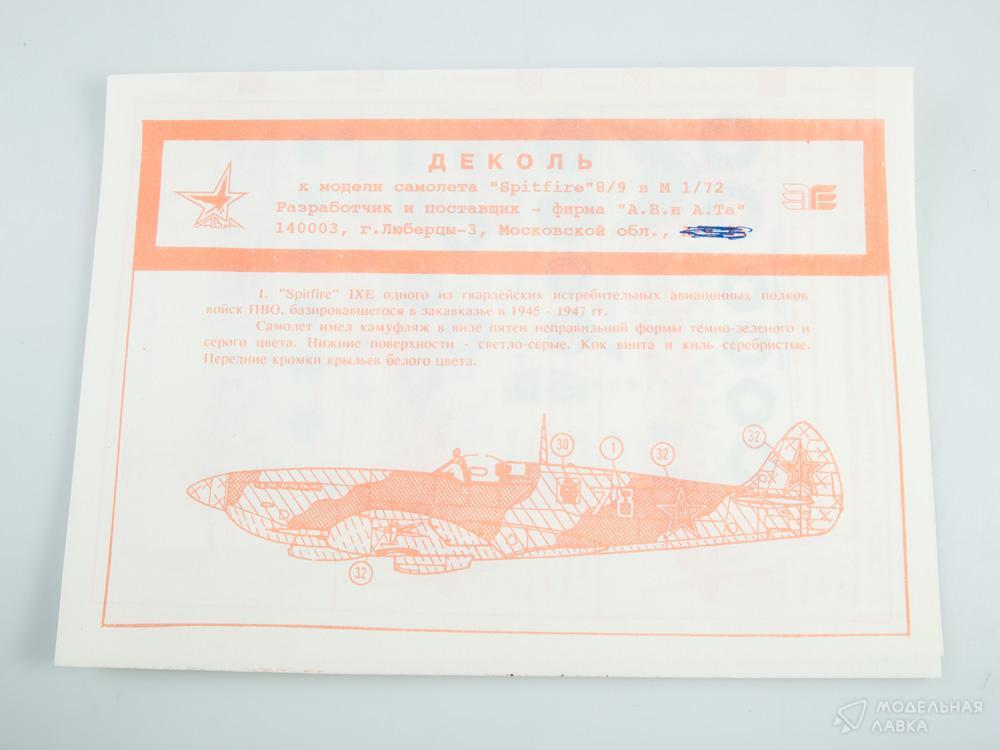 ДЕКОЛЬ
к модели самолета "Spitfire"8/9 в М 1/72
Разработчик и поставщик - фирма "А.В.и А.Та"
140003, г.Люберцы-3, Московской обл.,
1. "Spitfire" IXE одного из гвардейских истребительных авиационных полков
войск ПВО, базировавшегося в закавказье в 1945 - 1947 гг.
Самолет имел камуфляж в виде пятен неправильной формы темно-зеленого и
серого цвета. Нижние поверхности - светло-серые. Кок винта и киль серебристые.
Передние кромки крыльев белого цвета.
30
1
32
32
32
МОДЕЛЬНАЯ
ЛАВКА